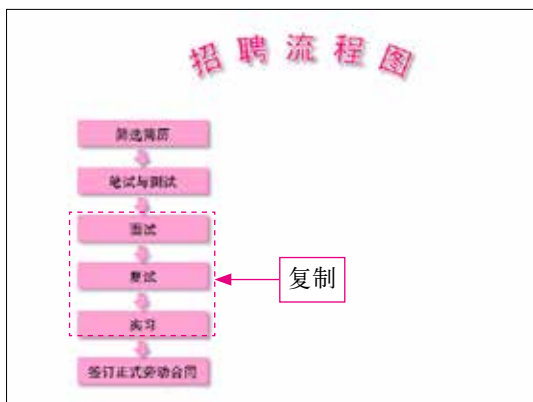 招聘流程图
筛选简历
笔试与测试
面试
复试
复制
实习
签订正式劳动合同